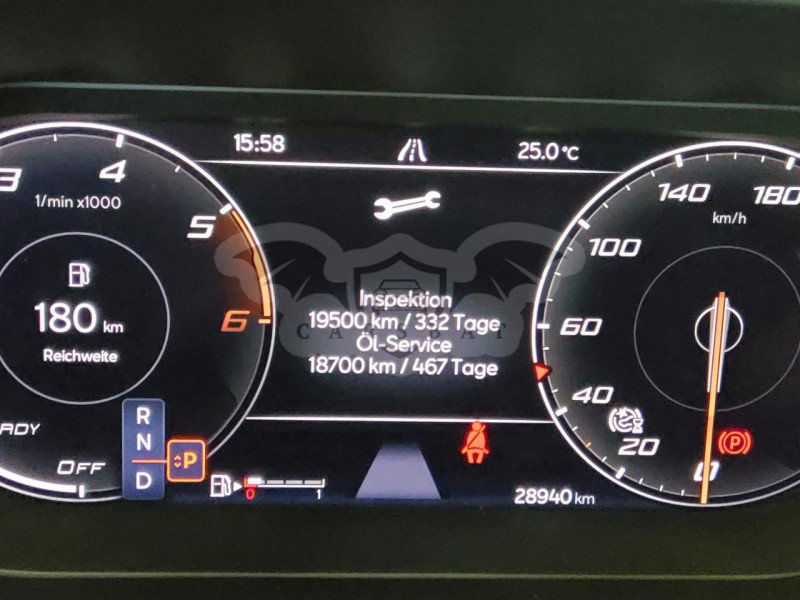 15:58
25.0 °C
3
4
1/min x1000
5
6
180 km
Reichweite
OFF
R
N
D
P
0 1
Inspektion
19500 km / 332 Tage
Öl-Service
18700 km / 467 Tage
28940 km
0
20
40
60
100
140
180
km/h
P